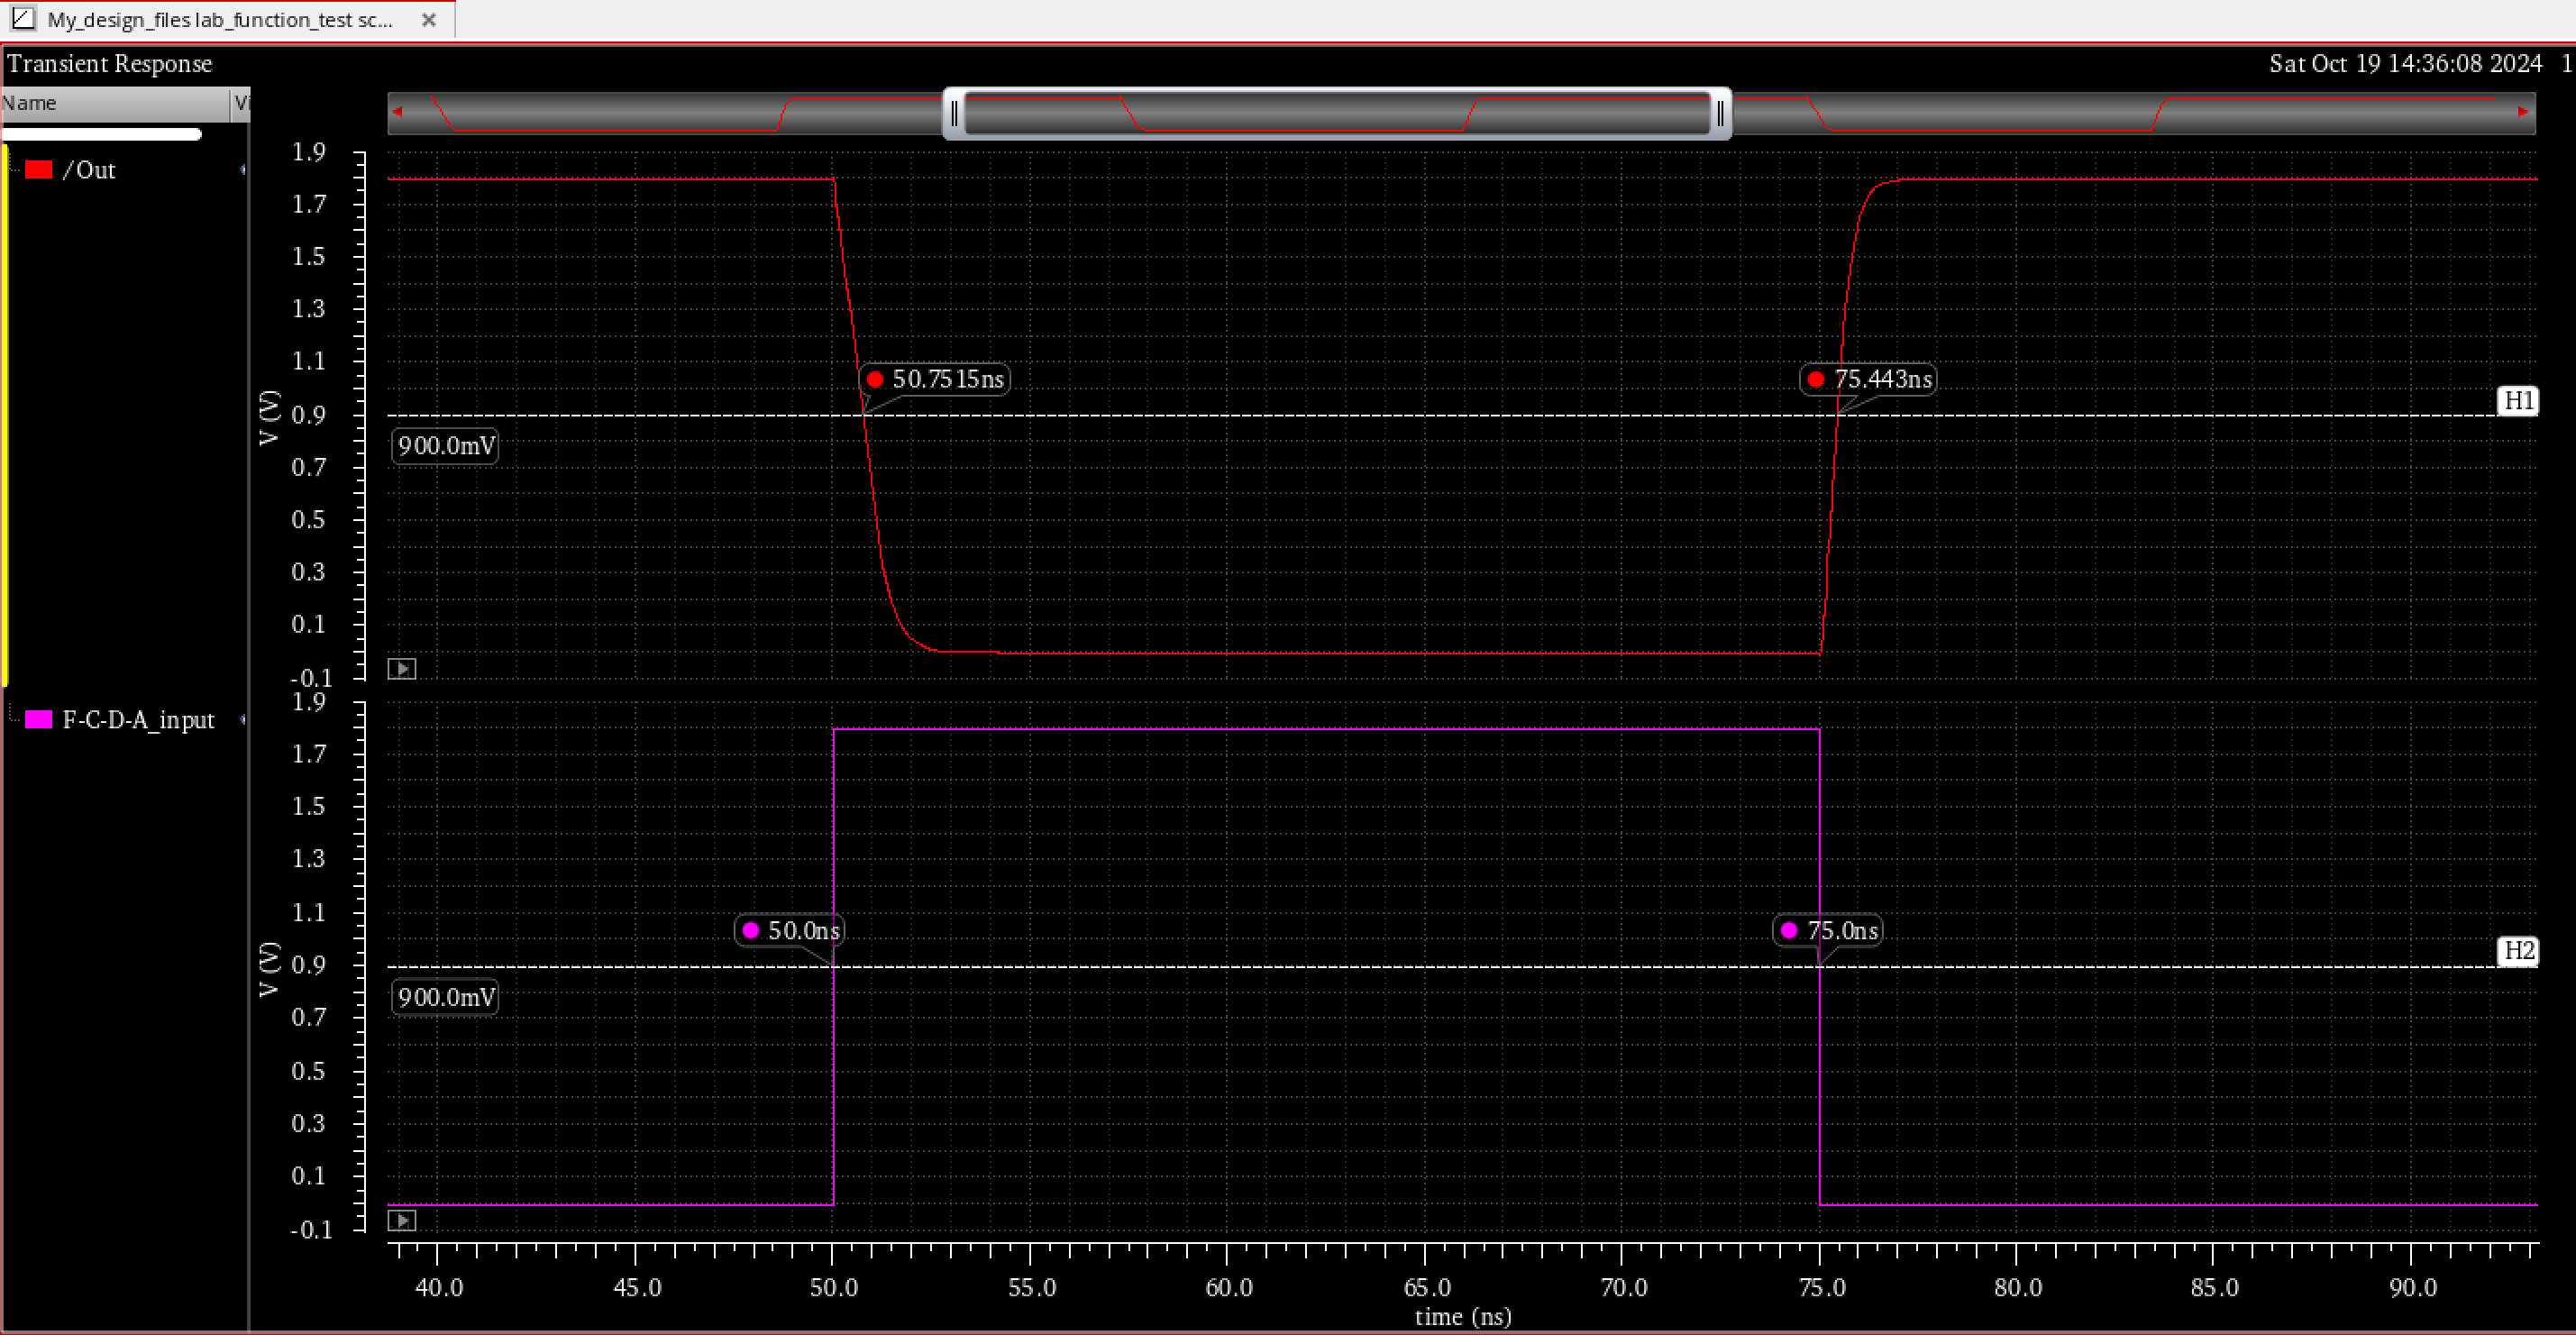 My_design_files lab_function_test sc...
Transient Response
Sat Oct 19 14:36:08 2024 1
Name
Vi
/Out
1.9
1.7
1.5
1.3
1.1
0.9
0.7
0.5
0.3
0.1
-0.1
V (V)
50.7515ns
75.443ns
H1
900.0mV
F-C-D-A_input
1.9
1.7
1.5
1.3
1.1
0.9
0.7
0.5
0.3
0.1
-0.1
V (V)
50.0ns
75.0ns
H2
900.0mV
40.0 45.0 50.0 55.0 60.0 65.0 70.0 75.0 80.0 85.0 90.0
time (ns)